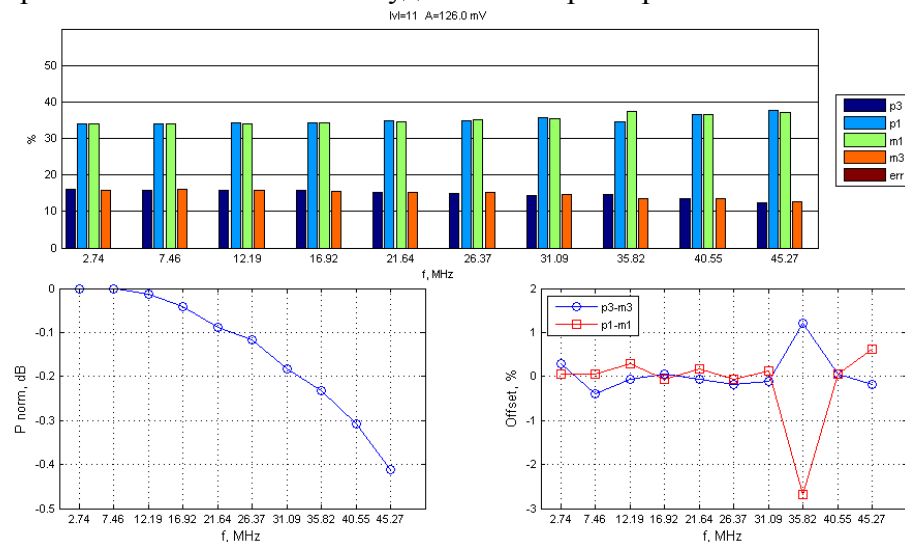 lvl=11 A=126.0 mV
50
40
30
20
10
0
%
2.74 7.46 12.19 16.92 21.64 26.37 31.09 35.82 40.55 45.27
f, MHz
p3
p1
m1
m3
err
0
-0.1
-0.2
-0.3
-0.4
-0.5
P norm, dB
2.74 7.46 12.19 16.92 21.64 26.37 31.09 35.82 40.55 45.27
f, MHz
2
1
0
-1
-2
-3
Offset, %
p3-m3
p1-m1
2.74 7.46 12.19 16.92 21.64 26.37 31.09 35.82 40.55 45.27
f, MHz